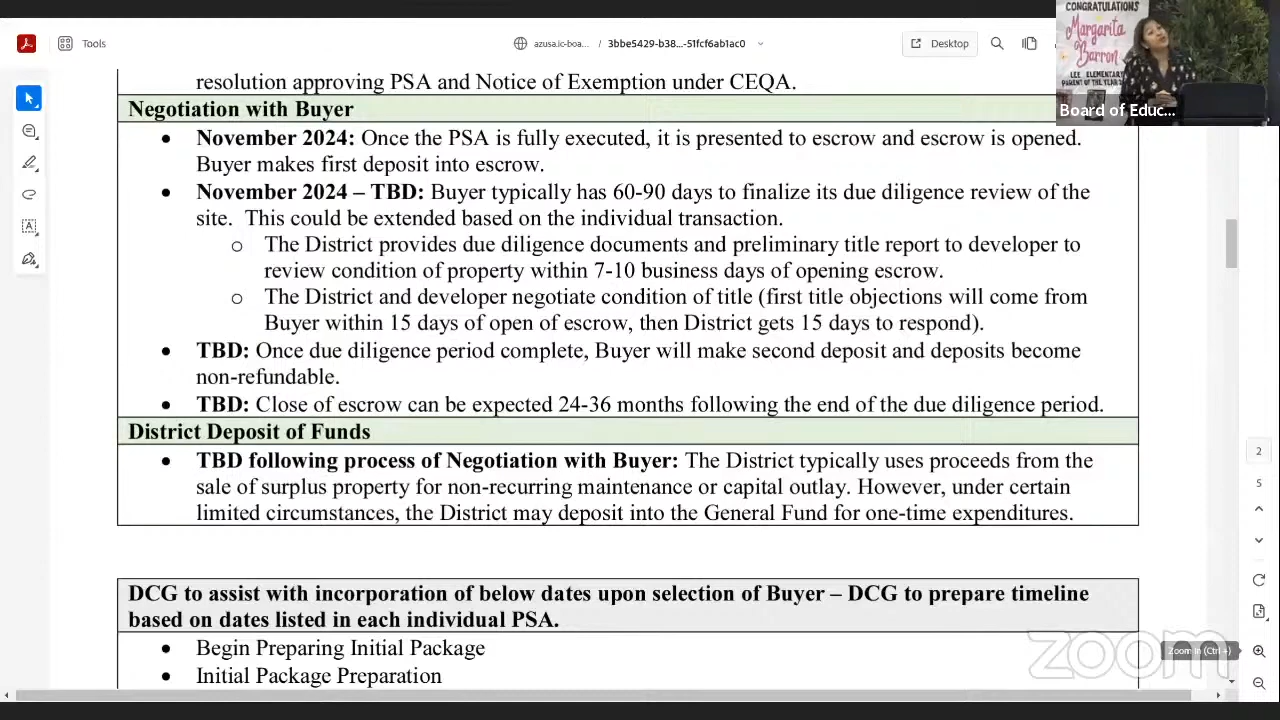 Tools
azusa.ic-boa... / 3bbe5429-b38...-51fcf6ab1ac0
Desktop
CONGRATULATIONS
Margarita
Barron
LEE ELEMENTARY
PARENT OF THE YEAR
Board of Educ...
resolution approving PSA and Notice of Exemption under CEQA.
Negotiation with Buyer
• November 2024: Once the PSA is fully executed, it is presented to escrow and escrow is opened.
Buyer makes first deposit into escrow.
• November 2024 – TBD: Buyer typically has 60-90 days to finalize its due diligence review of the
site. This could be extended based on the individual transaction.
o The District provides due diligence documents and preliminary title report to developer to
review condition of property within 7-10 business days of opening escrow.
o The District and developer negotiate condition of title (first title objections will come from
Buyer within 15 days of open of escrow, then District gets 15 days to respond).
• TBD: Once due diligence period complete, Buyer will make second deposit and deposits become
non-refundable.
• TBD: Close of escrow can be expected 24-36 months following the end of the due diligence period.
District Deposit of Funds
• TBD following process of Negotiation with Buyer: The District typically uses proceeds from the
sale of surplus property for non-recurring maintenance or capital outlay. However, under certain
limited circumstances, the District may deposit into the General Fund for one-time expenditures.
2
5
DCG to assist with incorporation of below dates upon selection of Buyer – DCG to prepare timeline
based on dates listed in each individual PSA.
• Begin Preparing Initial Package
• Initial Package Preparation
zoom
Zoom In (Ctrl +)